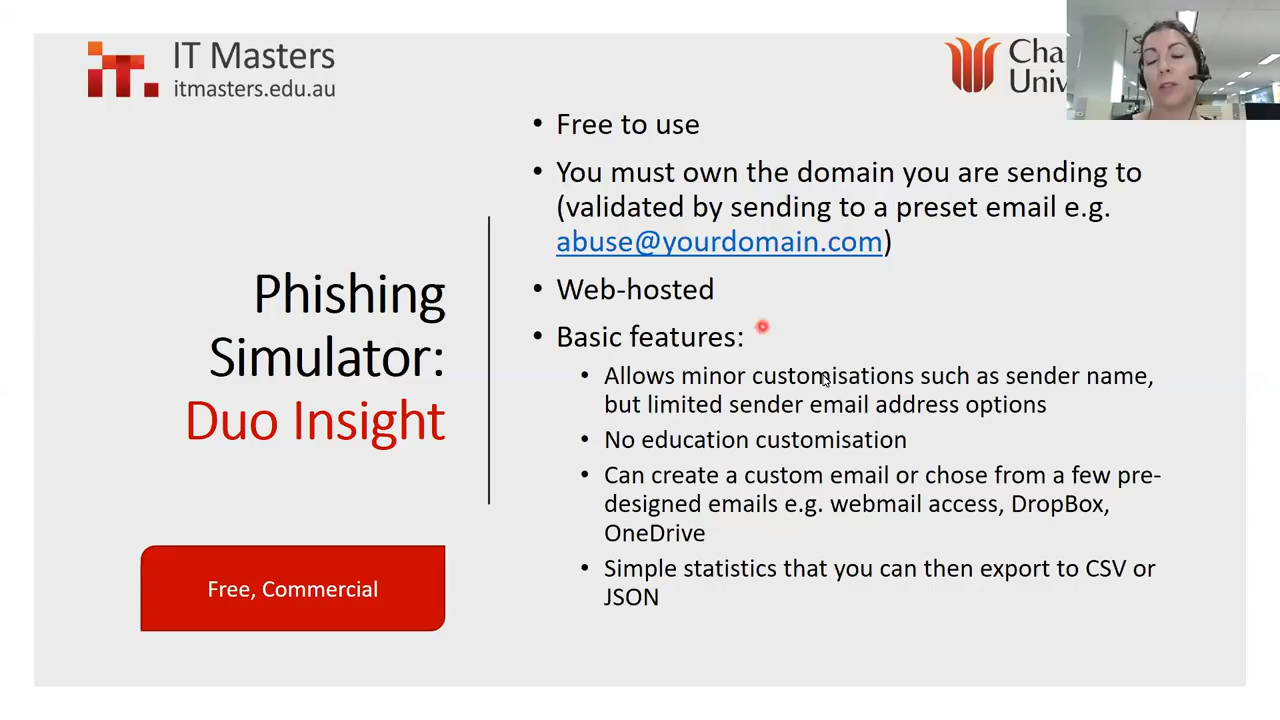 IT Masters
itmasters.edu.au
Free to use
You must own the domain you are sending to
(validated by sending to a preset email e.g.
abuse@yourdomain.com)
Web-hosted
Phishing
Simulator:
Duo Insight
Basic features:
Allows minor customisations such as sender name,
but limited sender email address options
No education customisation
Can create a custom email or chose from a few pre-
designed emails e.g. webmail access, DropBox,
OneDrive
Simple statistics that you can then export to CSV or
JSON
Free, Commercial